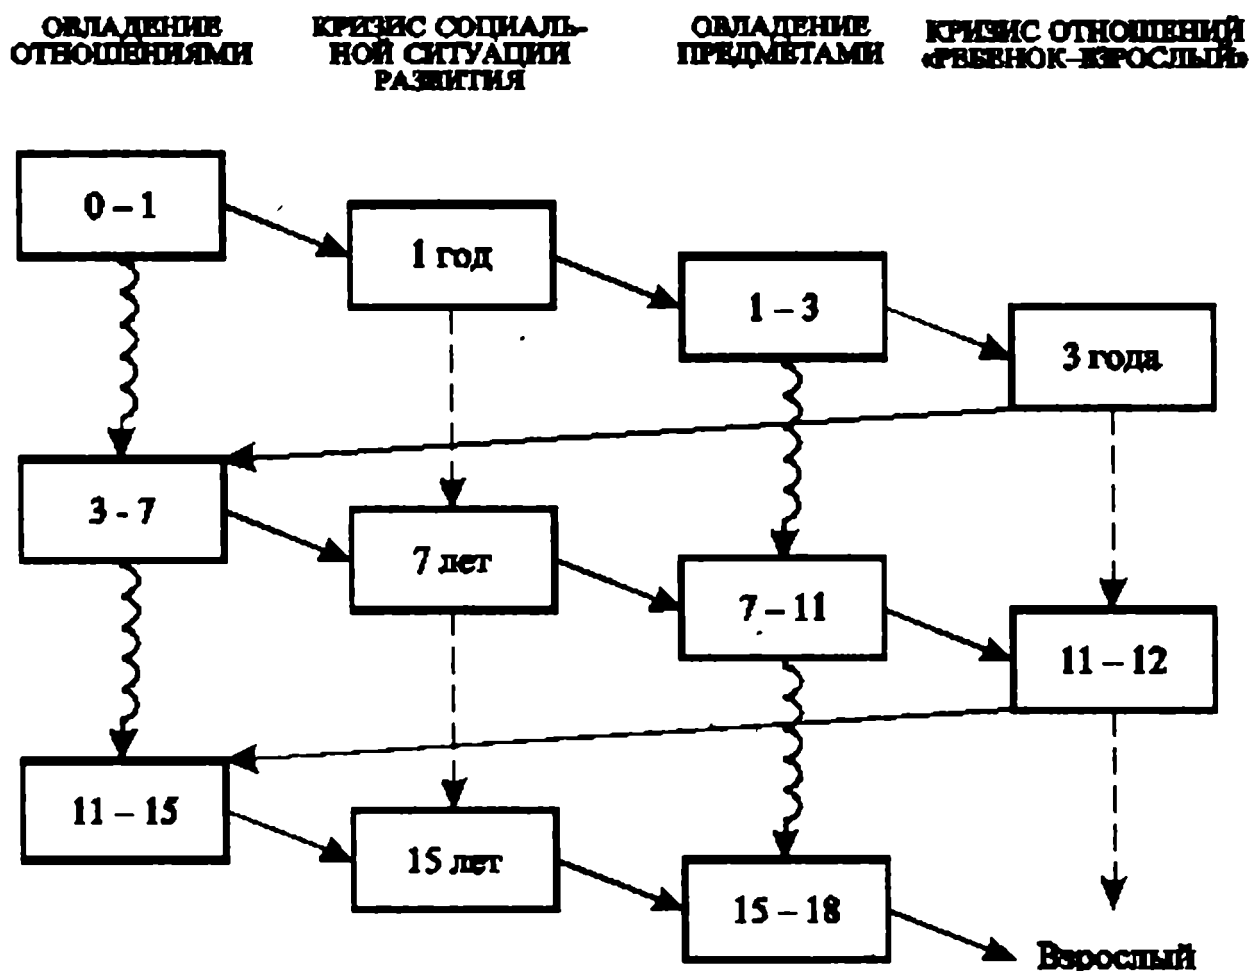 ОВЛАДЕНИЕ
ОТНОШЕНИЯМИ
КРИЗИС СОЦИАЛЬ-
НОЙ СИТУАЦИИ
РАЗВИТИЯ
ОВЛАДЕНИЕ
ПРЕДМЕТАМИ
КРИЗИС ОТНОШЕНИЙ
«РЕБЕНОК–ВЗРОСЛЫЙ»
0 – 1
1 год
1 – 3
3 года
3 - 7
7 лет
7 – 11
11 – 12
11 – 15
15 лет
15 – 18
Взрослый